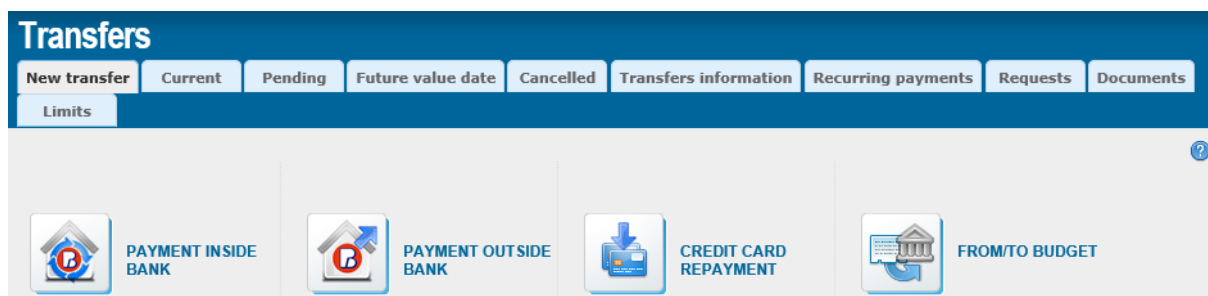 Transfers
New transfer Current Pending Future value date Cancelled Transfers information Recurring payments Requests Documents
Limits
?
PAYMENT INSIDE
BANK
PAYMENT OUTSIDE
BANK
CREDIT CARD
REPAYMENT
FROM/TO BUDGET